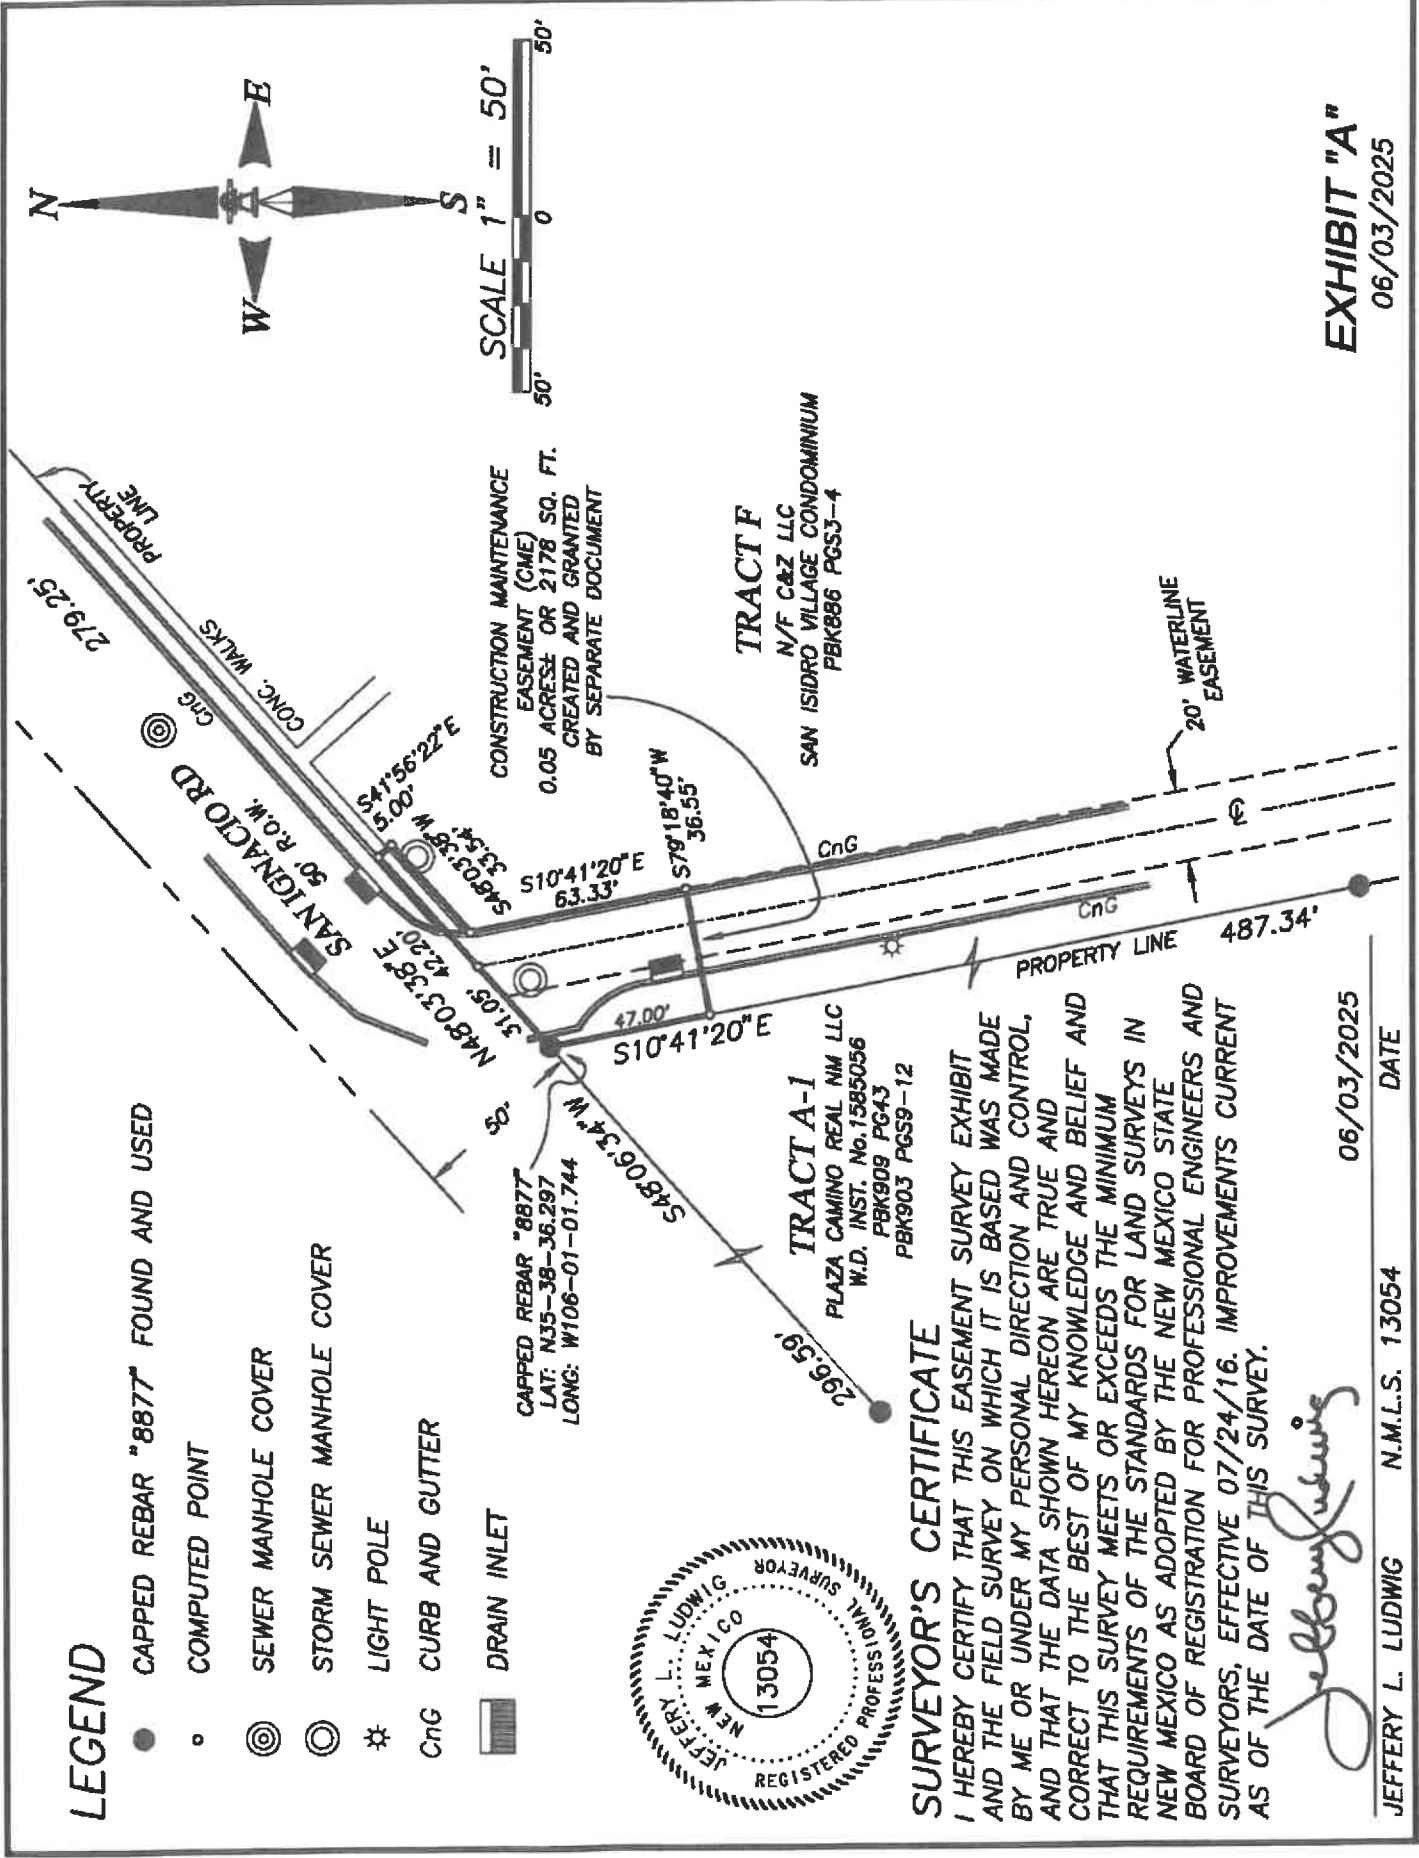 LEGEND
CAPPED REBAR "8877" FOUND AND USED
COMPUTED POINT
SEWER MANHOLE COVER
STORM SEWER MANHOLE COVER
LIGHT POLE
CnG CURB AND GUTTER
DRAIN INLET
N
W
E
S
SCALE 1" = 50'
50'
0
50'
279.25'
PROPERTY
LINE
CnG
CONC. WALKS
SAN IGNACIO RD
50' R.O.W.
S41°56'22"E
5.00'
S48°03'38"W
33.54'
N48°03'38"E
42.20'
31.05'
50'
S10°41'20"E
63.33'
S79°18'40"W
36.55'
47.00'
S10°41'20"E
CONSTRUCTION MAINTENANCE
EASEMENT (CME)
0.05 ACRES± OR 2178 SQ. FT.
CREATED AND GRANTED
BY SEPARATE DOCUMENT
TRACT F
N/F C&Z LLC
SAN ISIDRO VILLAGE CONDOMINIUM
PBK886 PGS3-4
CAPPED REBAR "8877"
LAT: N35-38-36.297
LONG: W106-01-01.744
S48°06'34"W
296.59'
TRACT A-1
PLAZA CAMINO REAL NM LLC
W.D. INST. No.1585056
PBK909 PG43
PBK903 PGS9-12
CnG
CnG
20' WATERLINE
EASEMENT
CL
PROPERTY LINE
487.34'
JEFFERY L. LUDWIG
NEW MEXICO
13054
REGISTERED PROFESSIONAL SURVEYOR
SURVEYOR'S CERTIFICATE
I HEREBY CERTIFY THAT THIS EASEMENT SURVEY EXHIBIT
AND THE FIELD SURVEY ON WHICH IT IS BASED WAS MADE
BY ME OR UNDER MY PERSONAL DIRECTION AND CONTROL,
AND THAT THE DATA SHOWN HEREON ARE TRUE AND
CORRECT TO THE BEST OF MY KNOWLEDGE AND BELIEF AND
THAT THIS SURVEY MEETS OR EXCEEDS THE MINIMUM
REQUIREMENTS OF THE STANDARDS FOR LAND SURVEYS IN
NEW MEXICO AS ADOPTED BY THE NEW MEXICO STATE
BOARD OF REGISTRATION FOR PROFESSIONAL ENGINEERS AND
SURVEYORS, EFFECTIVE 07/24/16. IMPROVEMENTS CURRENT
AS OF THE DATE OF THIS SURVEY.
Jeffery Ludwig
06/03/2025
JEFFERY L. LUDWIG N.M.L.S. 13054 DATE
EXHIBIT "A"
06/03/2025